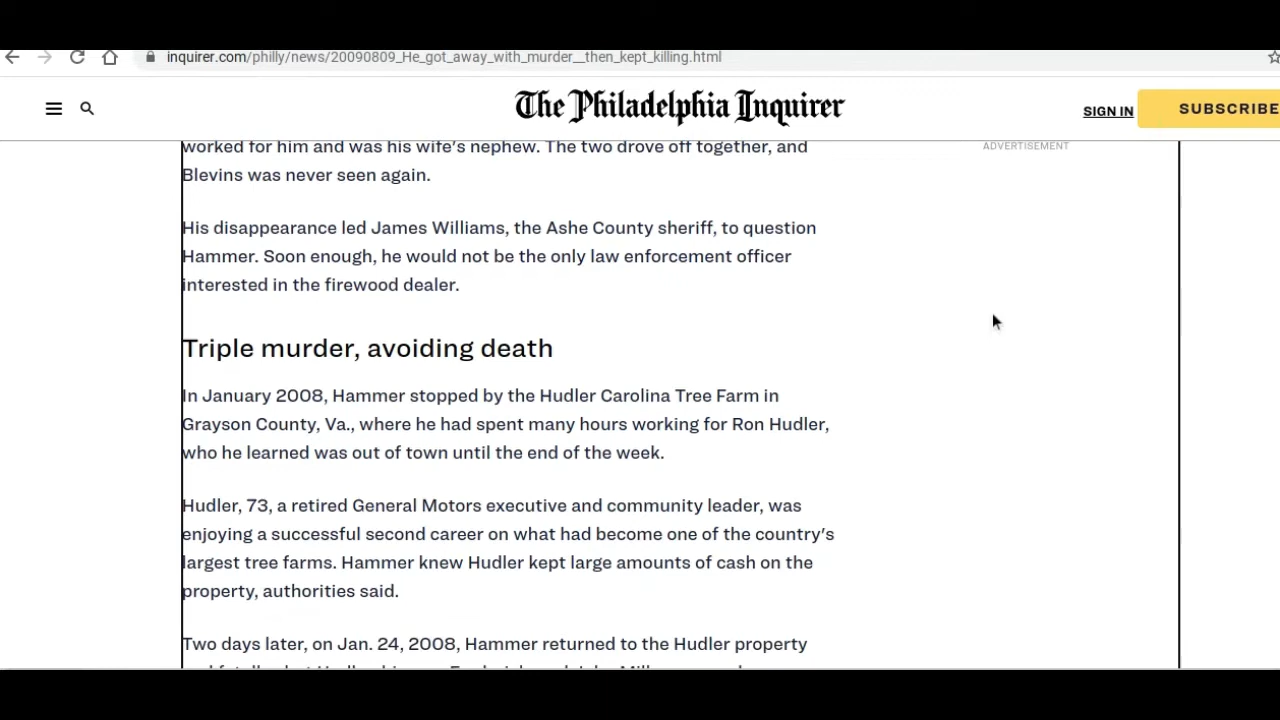 inquirer.com/philly/news/20090809_He_got_away_with_murder__then_kept_killing.html
The Philadelphia Inquirer
SIGN IN
SUBSCRIBE
ADVERTISEMENT
worked for him and was his wife's nephew. The two drove off together, and
Blevins was never seen again.
His disappearance led James Williams, the Ashe County sheriff, to question
Hammer. Soon enough, he would not be the only law enforcement officer
interested in the firewood dealer.
Triple murder, avoiding death
In January 2008, Hammer stopped by the Hudler Carolina Tree Farm in
Grayson County, Va., where he had spent many hours working for Ron Hudler,
who he learned was out of town until the end of the week.
Hudler, 73, a retired General Motors executive and community leader, was
enjoying a successful second career on what had become one of the country's
largest tree farms. Hammer knew Hudler kept large amounts of cash on the
property, authorities said.
Two days later, on Jan. 24, 2008, Hammer returned to the Hudler property